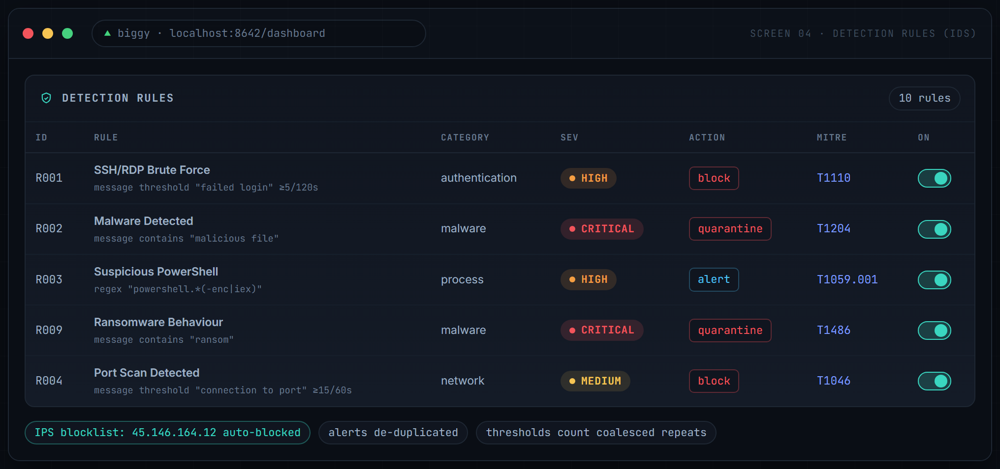 biggy · localhost:8642/dashboard
SCREEN 04 · DETECTION RULES (IDS)
DETECTION RULES
10 rules
ID RULE CATEGORY SEV ACTION MITRE ON
R001 SSH/RDP Brute Force authentication HIGH block T1110
message threshold "failed login" ≥5/120s
R002 Malware Detected malware CRITICAL quarantine T1204
message contains "malicious file"
R003 Suspicious PowerShell process HIGH alert T1059.001
regex "powershell.*(-enc|iex)"
R009 Ransomware Behaviour malware CRITICAL quarantine T1486
message contains "ransom"
R004 Port Scan Detected network MEDIUM block T1046
message threshold "connection to port" ≥15/60s
IPS blocklist: 45.146.164.12 auto-blocked
alerts de-duplicated
thresholds count coalesced repeats